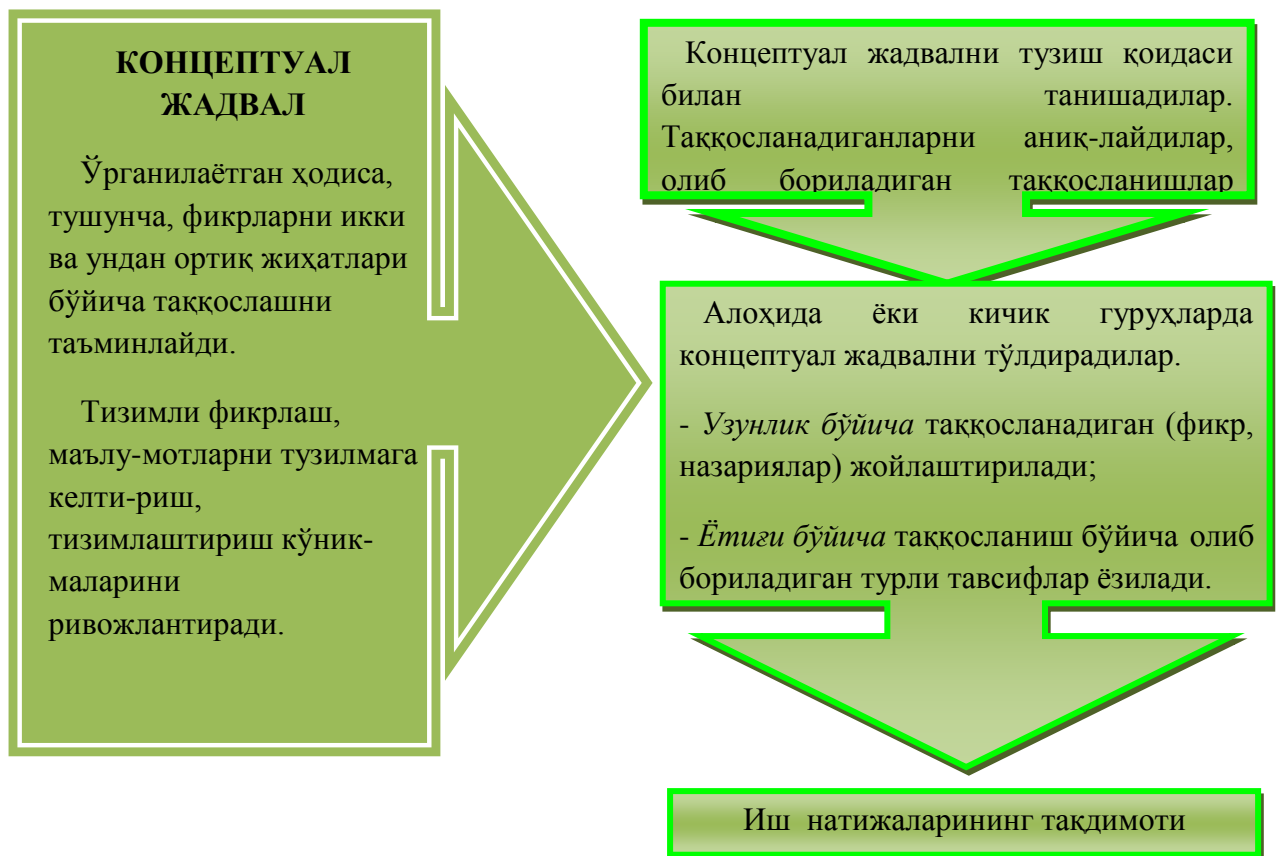 КОНЦЕПТУАЛ
ЖАДВАЛ
Ўрганилаётган ҳодиса,
тушунча, фикрларни икки
ва ундан ортиқ жиҳатлари
бўйича таққослашни
таъминлайди.
Тизимли фикрлаш,
маълу-мотларни тузилмага
келти-риш,
тизимлаштириш кўник-
маларини
ривожлантиради.
Концептуал жадвални тузиш қоидаси
билан танишадилар.
Таққосланадиганларни аниқ-лайдилар,
олиб бориладиган таққосланишлар
Алоҳида ёки кичик гуруҳларда
концептуал жадвални тўлдирадилар.
- Узунлик бўйича таққосланадиган (фикр,
назариялар) жойлаштирилади;
- Ётиғи бўйича таққосланиш бўйича олиб
бориладиган турли тавсифлар ёзилади.
Иш натижаларининг тақдимоти